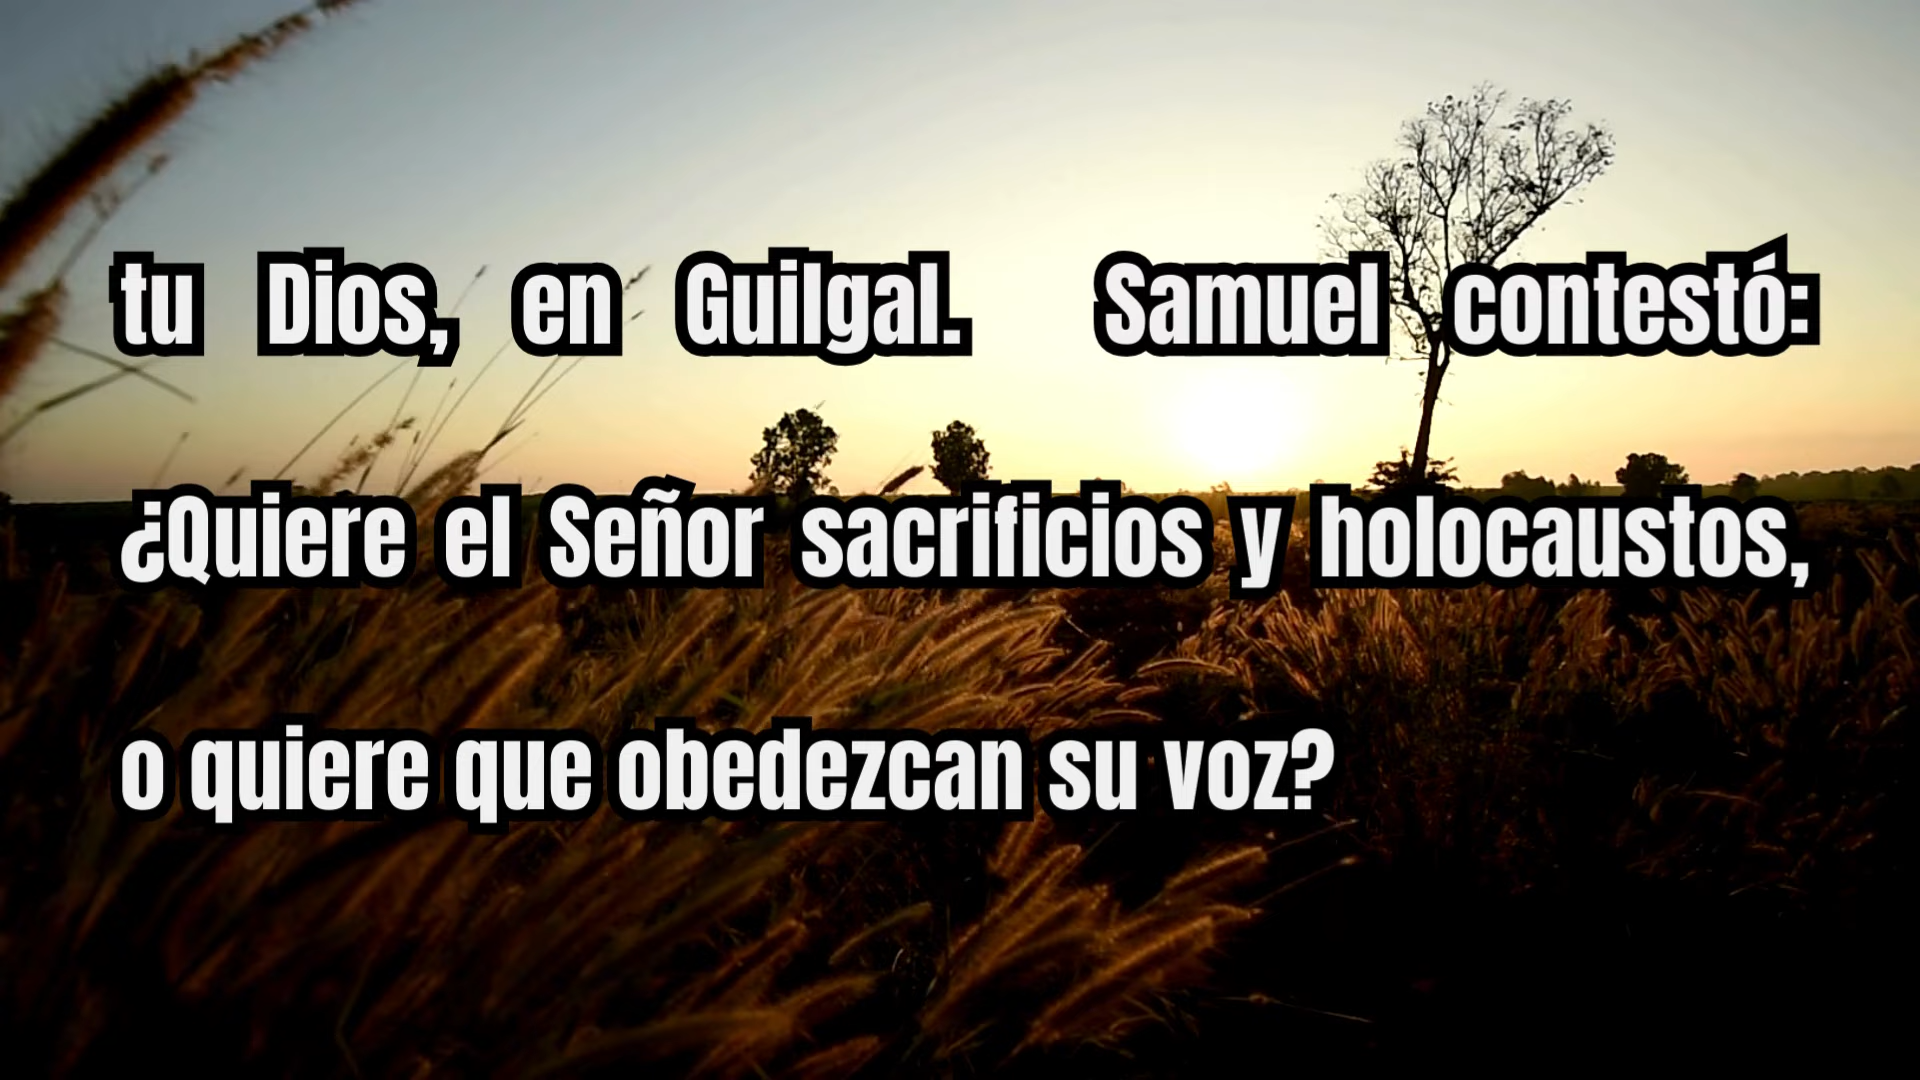 tu Dios, en Guilgal. Samuel contestó:
¿Quiere el Señor sacrificios y holocaustos,
o quiere que obedezcan su voz?